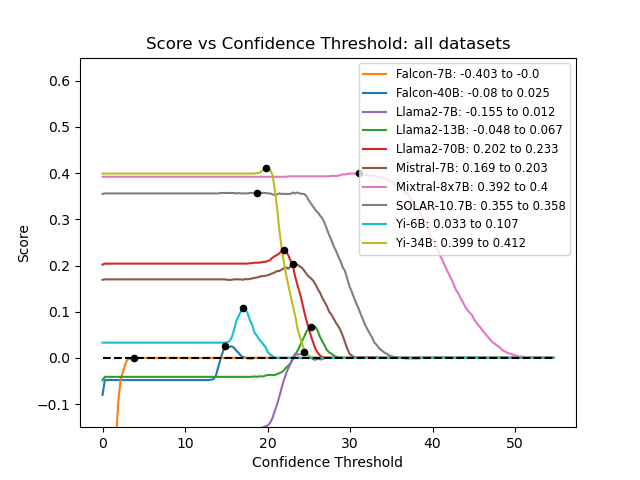 Score vs Confidence Threshold: all datasets
Score
0.6
0.5
0.4
0.3
0.2
0.1
0.0
−0.1
Falcon-7B: -0.403 to -0.0
Falcon-40B: -0.08 to 0.025
Llama2-7B: -0.155 to 0.012
Llama2-13B: -0.048 to 0.067
Llama2-70B: 0.202 to 0.233
Mistral-7B: 0.169 to 0.203
Mixtral-8x7B: 0.392 to 0.4
SOLAR-10.7B: 0.355 to 0.358
Yi-6B: 0.033 to 0.107
Yi-34B: 0.399 to 0.412
0 10 20 30 40 50
Confidence Threshold